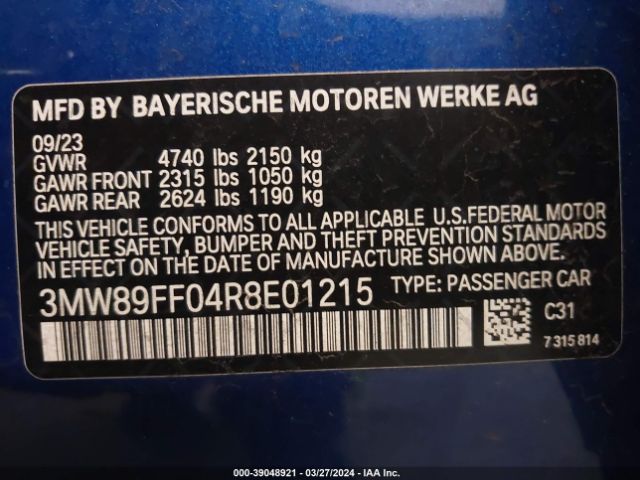 MFD BY BAYERISCHE MOTOREN WERKE AG
09/23
GVWR 4740 lbs 2150 kg
GAWR FRONT 2315 lbs 1050 kg
GAWR REAR 2624 lbs 1190 kg
THIS VEHICLE CONFORMS TO ALL APPLICABLE U.S.FEDERAL MOTOR
VEHICLE SAFETY, BUMPER AND THEFT PREVENTION STANDARDS
IN EFFECT ON THE DATE OF MANUFACTURE SHOWN ABOVE.
3MW89FF04R8E01215 TYPE: PASSENGER CAR
C31
7 315 814
000-39048921 - 03/27/2024 - IAA Inc.